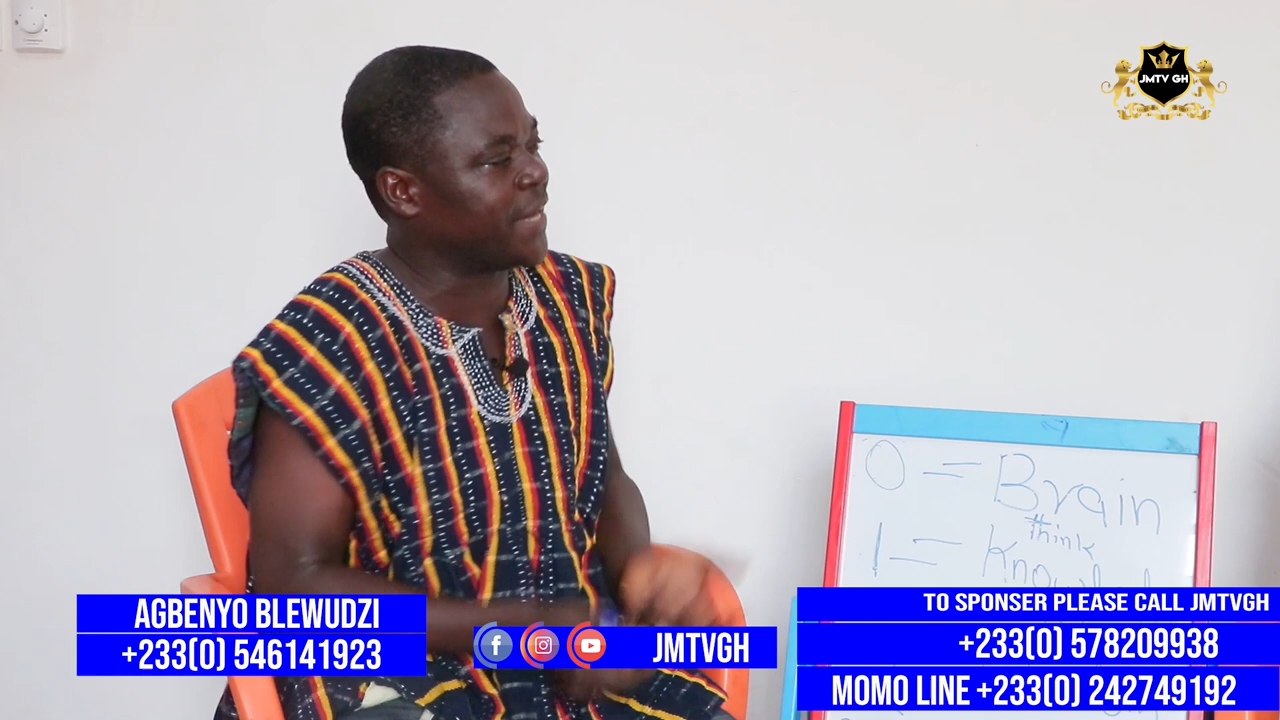 JMTV GH
0 = Brain
think
1 =
AGBENYO BLEWUDZI
+233(0) 546141923
JMTVGH
TO SPONSER PLEASE CALL JMTVGH
+233(0) 578209938
MOMO LINE +233(0) 242749192